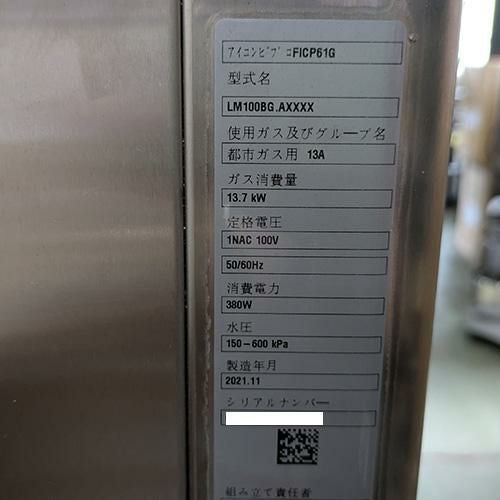 アイコンビプロFICP61G
型式名
LM100BG.AXXXX
使用ガス及びグループ名
都市ガス用 13A
ガス消費量
13.7 kW
定格電圧
1NAC 100V
50/60Hz
消費電力
380W
水圧
150-600 kPa
製造年月
2021.11
シリアルナンバー
組み立て責任者